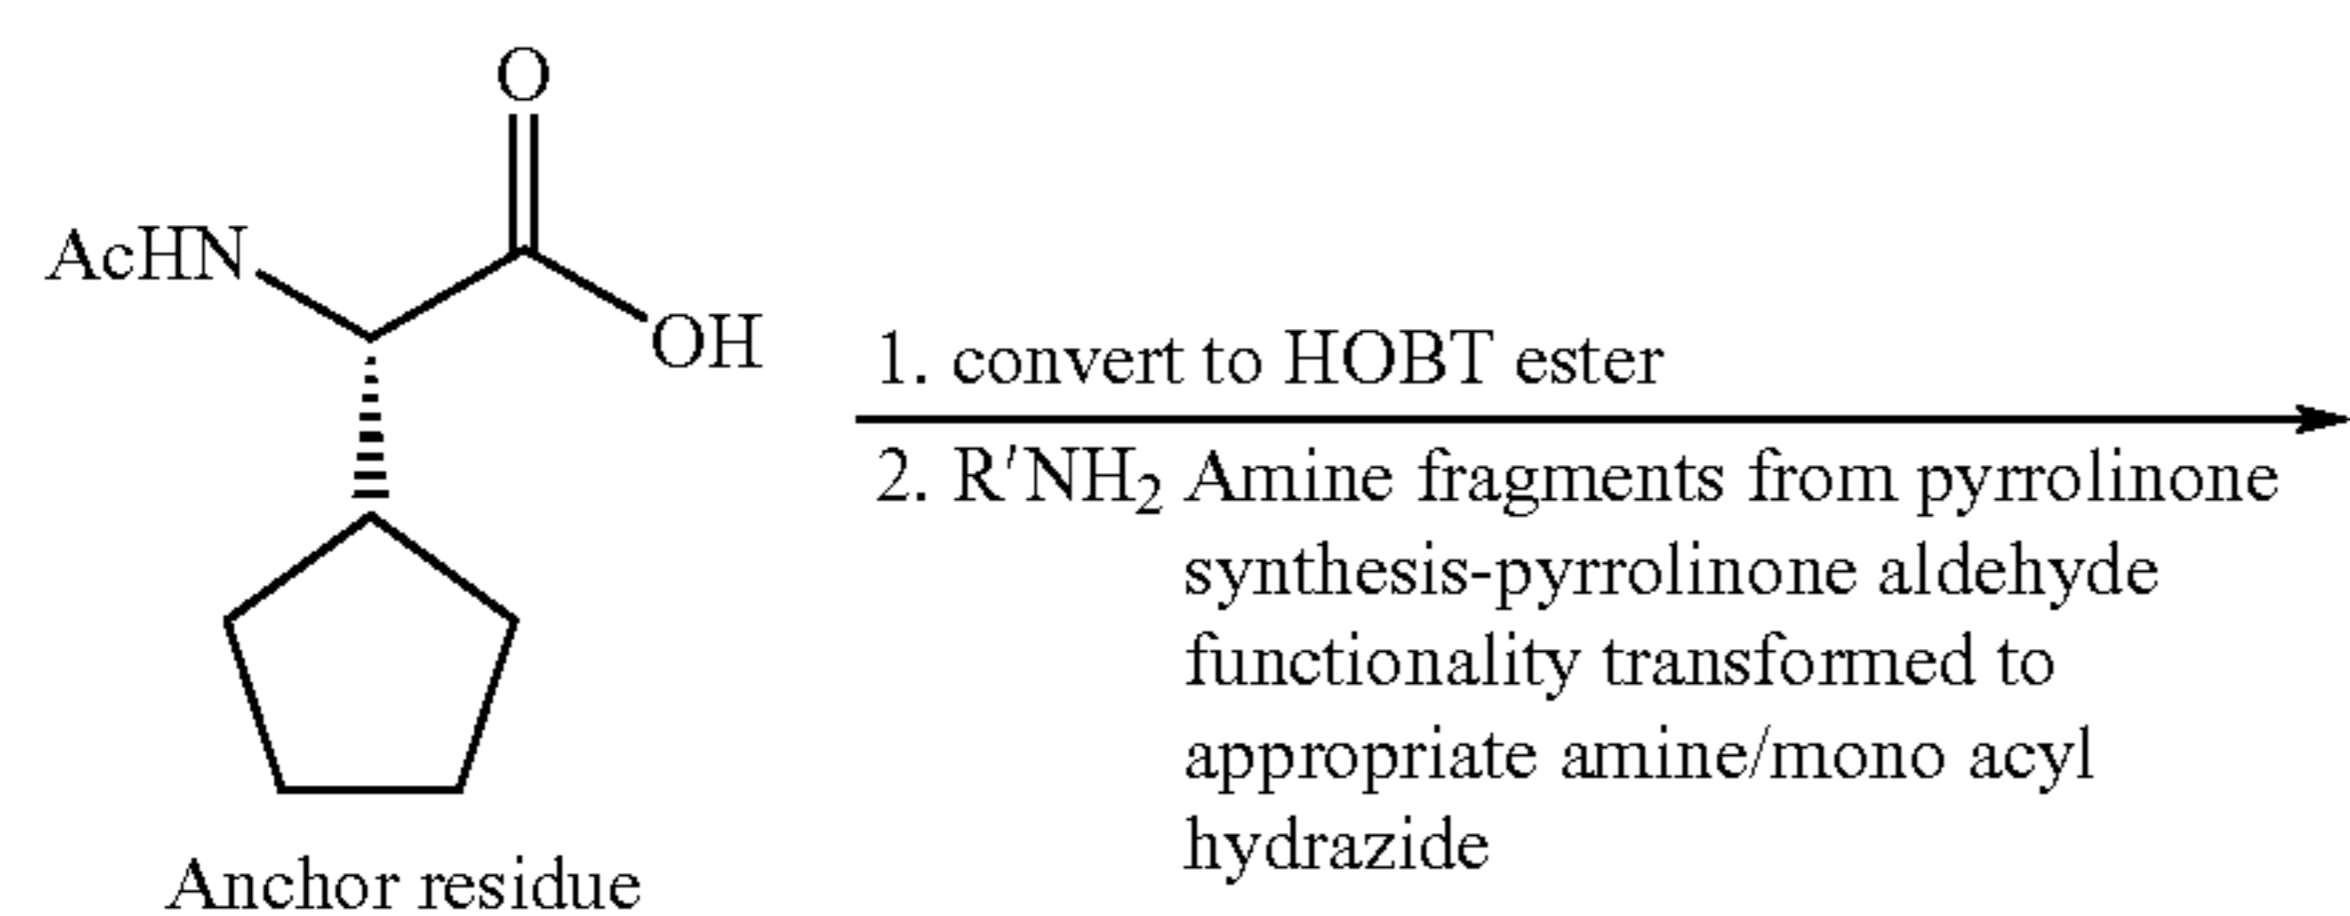 O
AcHN
OH
1. convert to HOBT ester
2. R′NH₂ Amine fragments from pyrrolinone
synthesis-pyrrolinone aldehyde
functionality transformed to
appropriate amine/mono acyl
hydrazide
Anchor residue